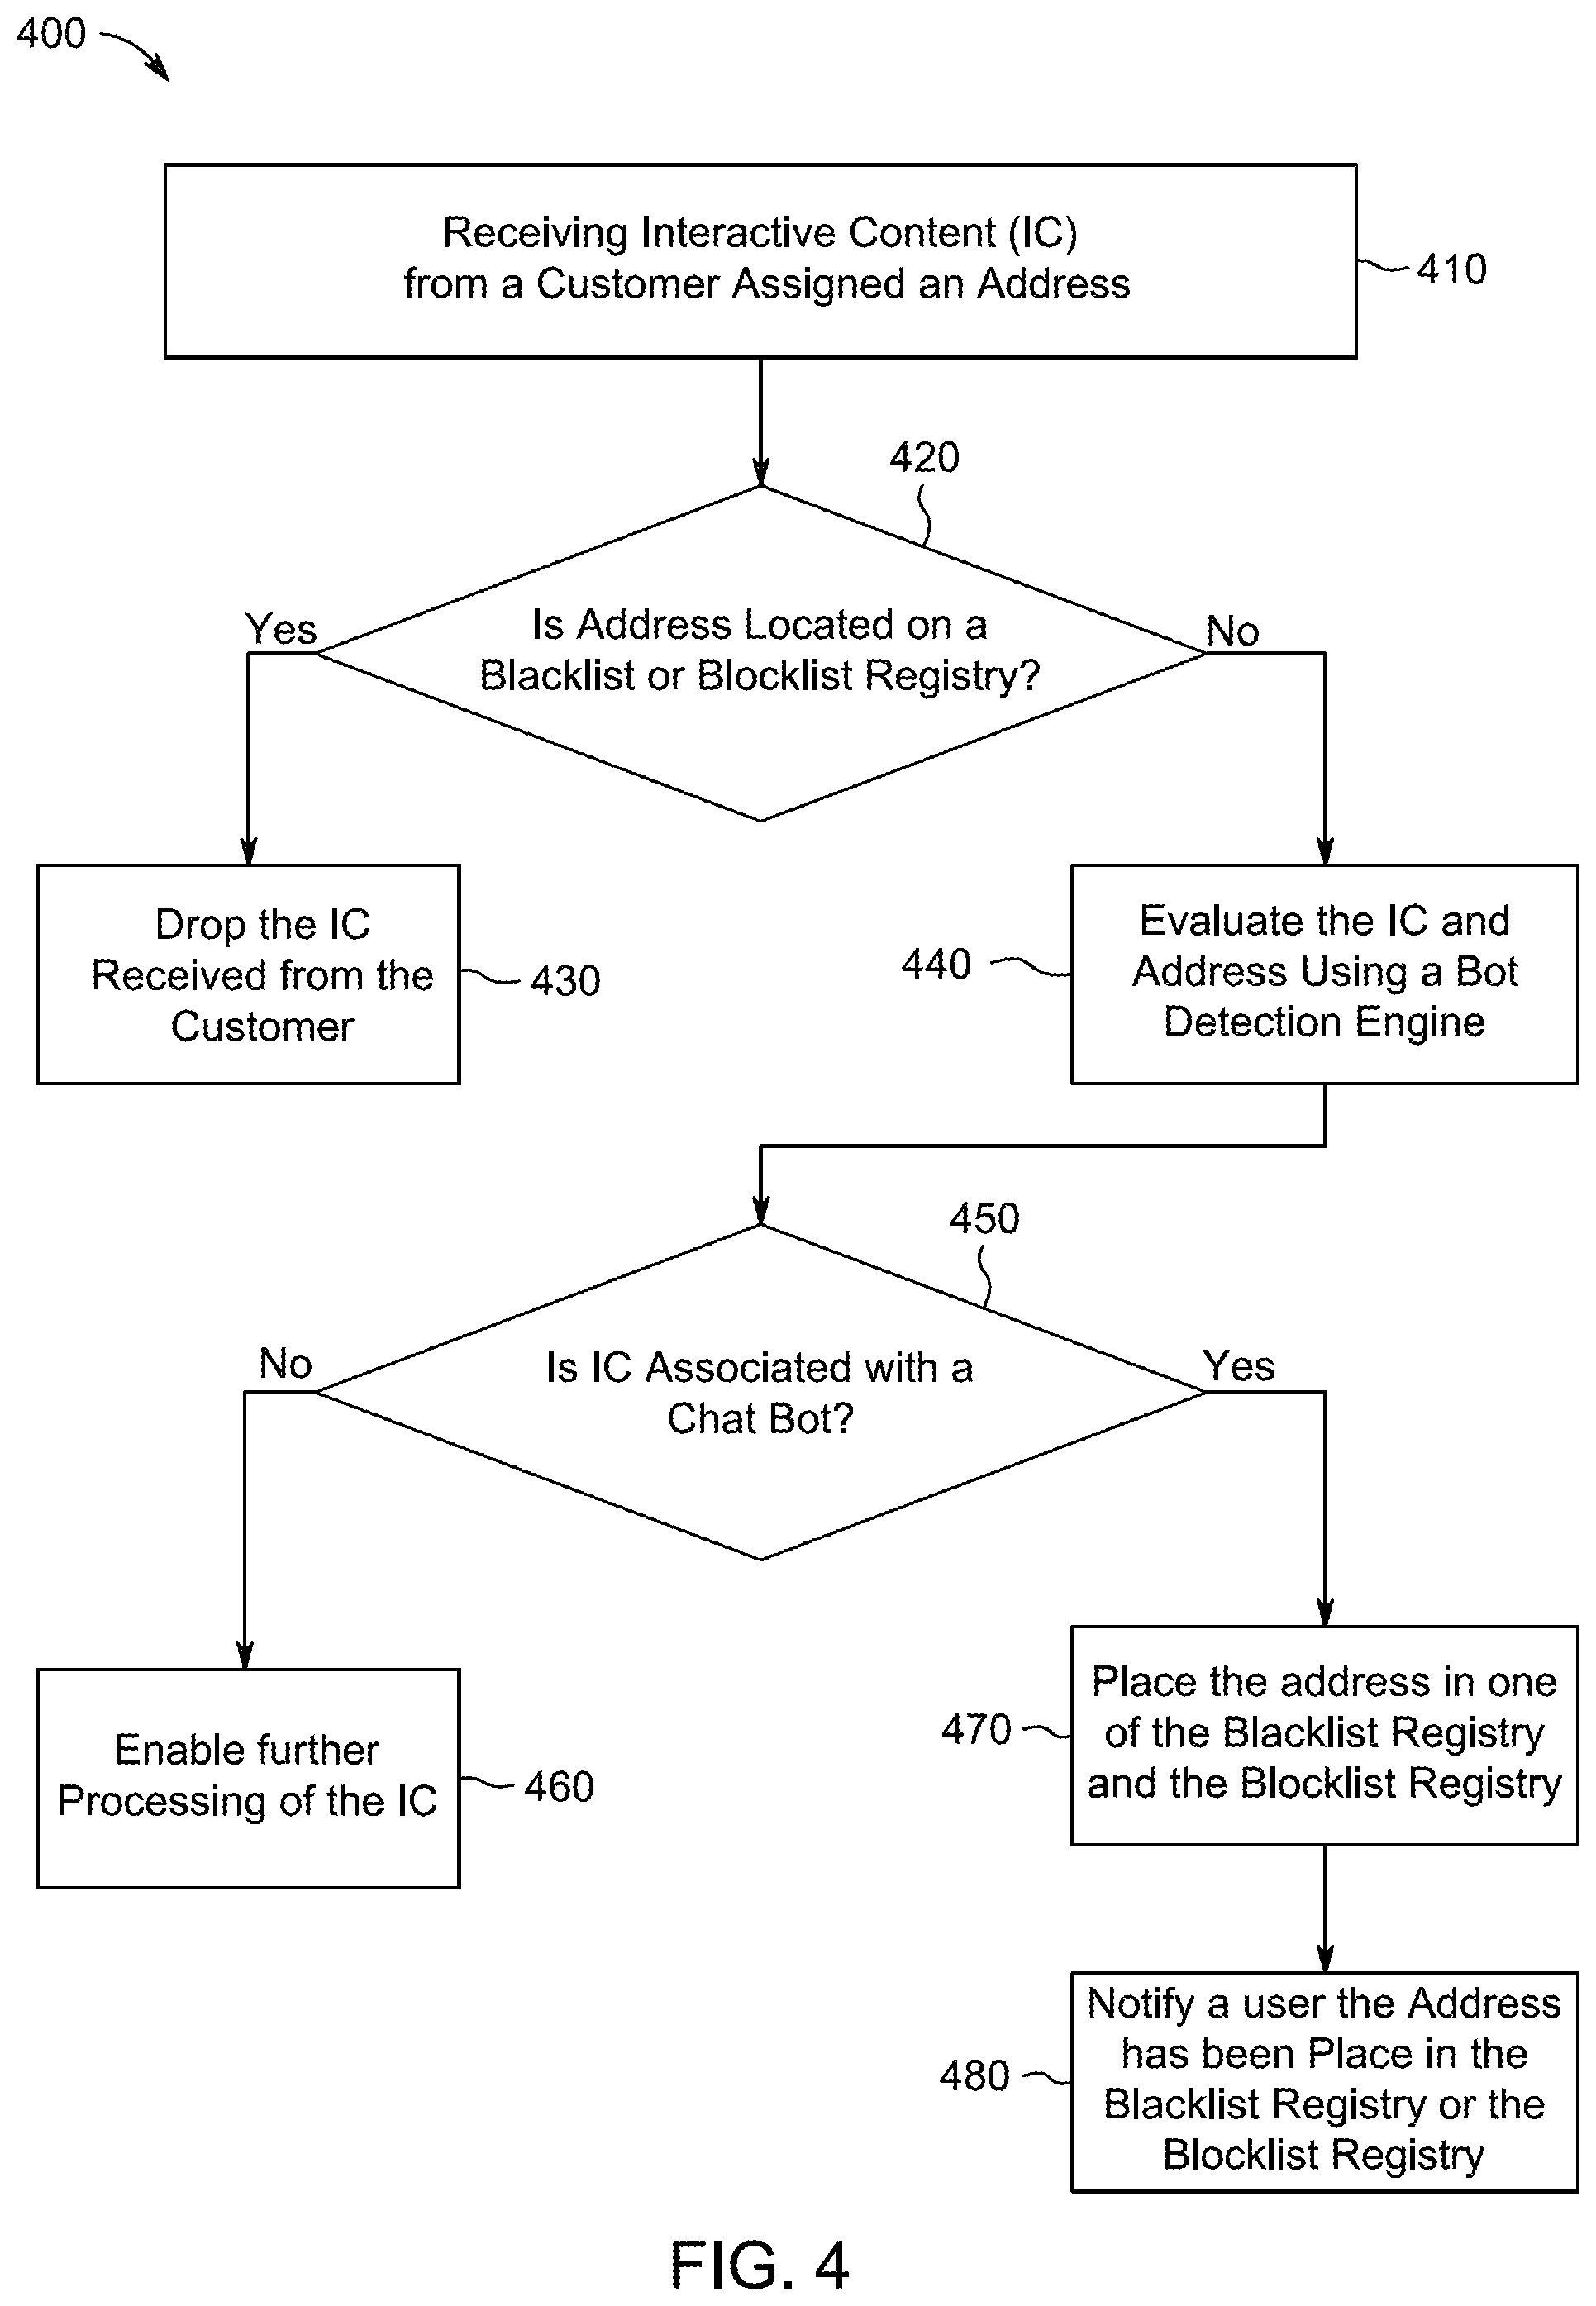 400
Receiving Interactive Content (IC)
from a Customer Assigned an Address
410
420
Yes
Is Address Located on a
Blacklist or Blocklist Registry?
No
Drop the IC
Received from the
Customer
430
440
Evaluate the IC and
Address Using a Bot
Detection Engine
450
No
Is IC Associated with a
Chat Bot?
Yes
Enable further
Processing of the IC
460
470
Place the address in one
of the Blacklist Registry
and the Blocklist Registry
480
Notify a user the Address
has been Place in the
Blacklist Registry or the
Blocklist Registry
FIG. 4